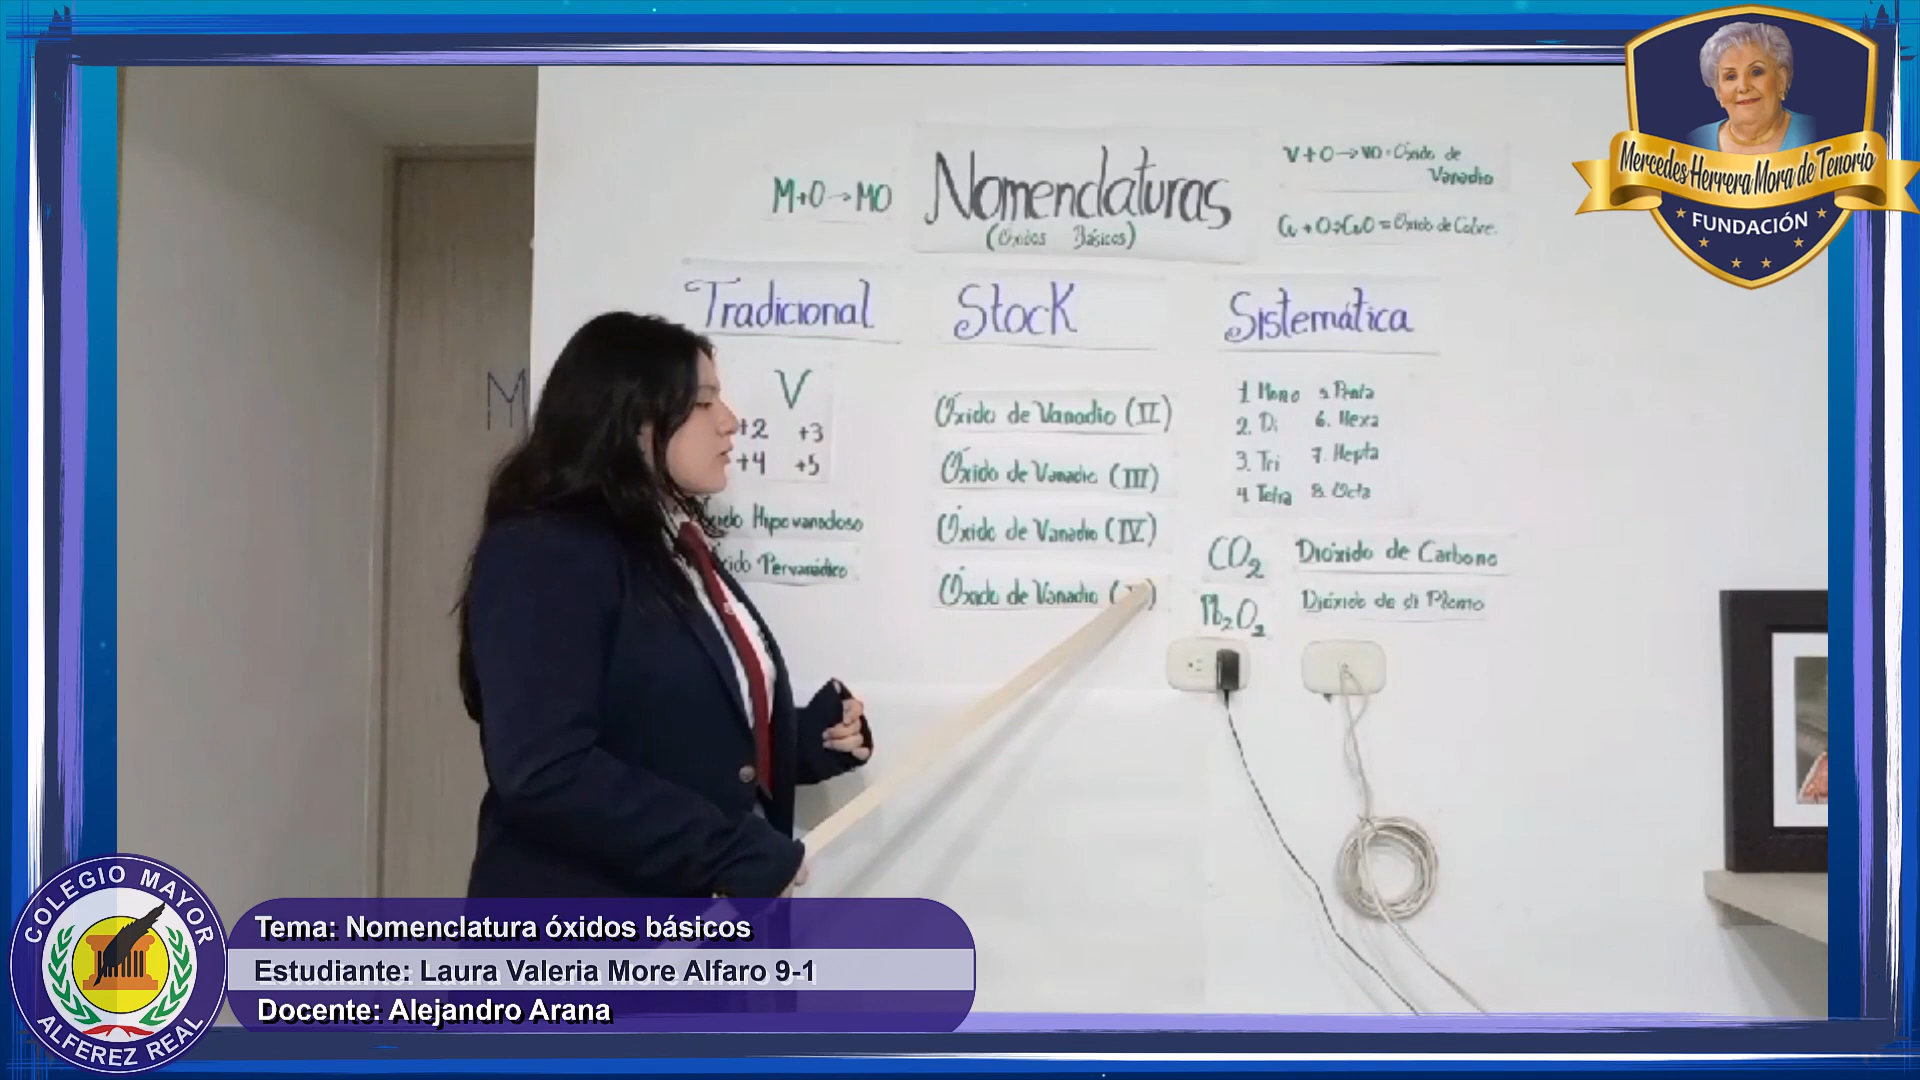 Mercedes Herrera Mora de Tenorio
FUNDACIÓN
M+O→MO
Nomenclaturas
(Óxidos Básicos)
V+O→VO=Óxido de
Vanadio
Cu+O→CuO=Óxido de Cobre.
Tradicional
Stock
Sistemática
M
V
+2 +3
+4 +5
Hipovanadoso
Pervanádico
Óxido de Vanadio (II)
Óxido de Vanadio (III)
Óxido de Vanadio (IV)
Óxido de Vanadio
1 Mono 5 Penta
2. Di 6. Hexa
3. Tri 7. Hepta
4 Tetra 8. Octa
CO2 Dióxido de Carbono
Pb2O2 Dióxido de di Plomo
COLEGIO MAYOR
ALFEREZ REAL
Tema: Nomenclatura óxidos básicos
Estudiante: Laura Valeria More Alfaro 9-1
Docente: Alejandro Arana